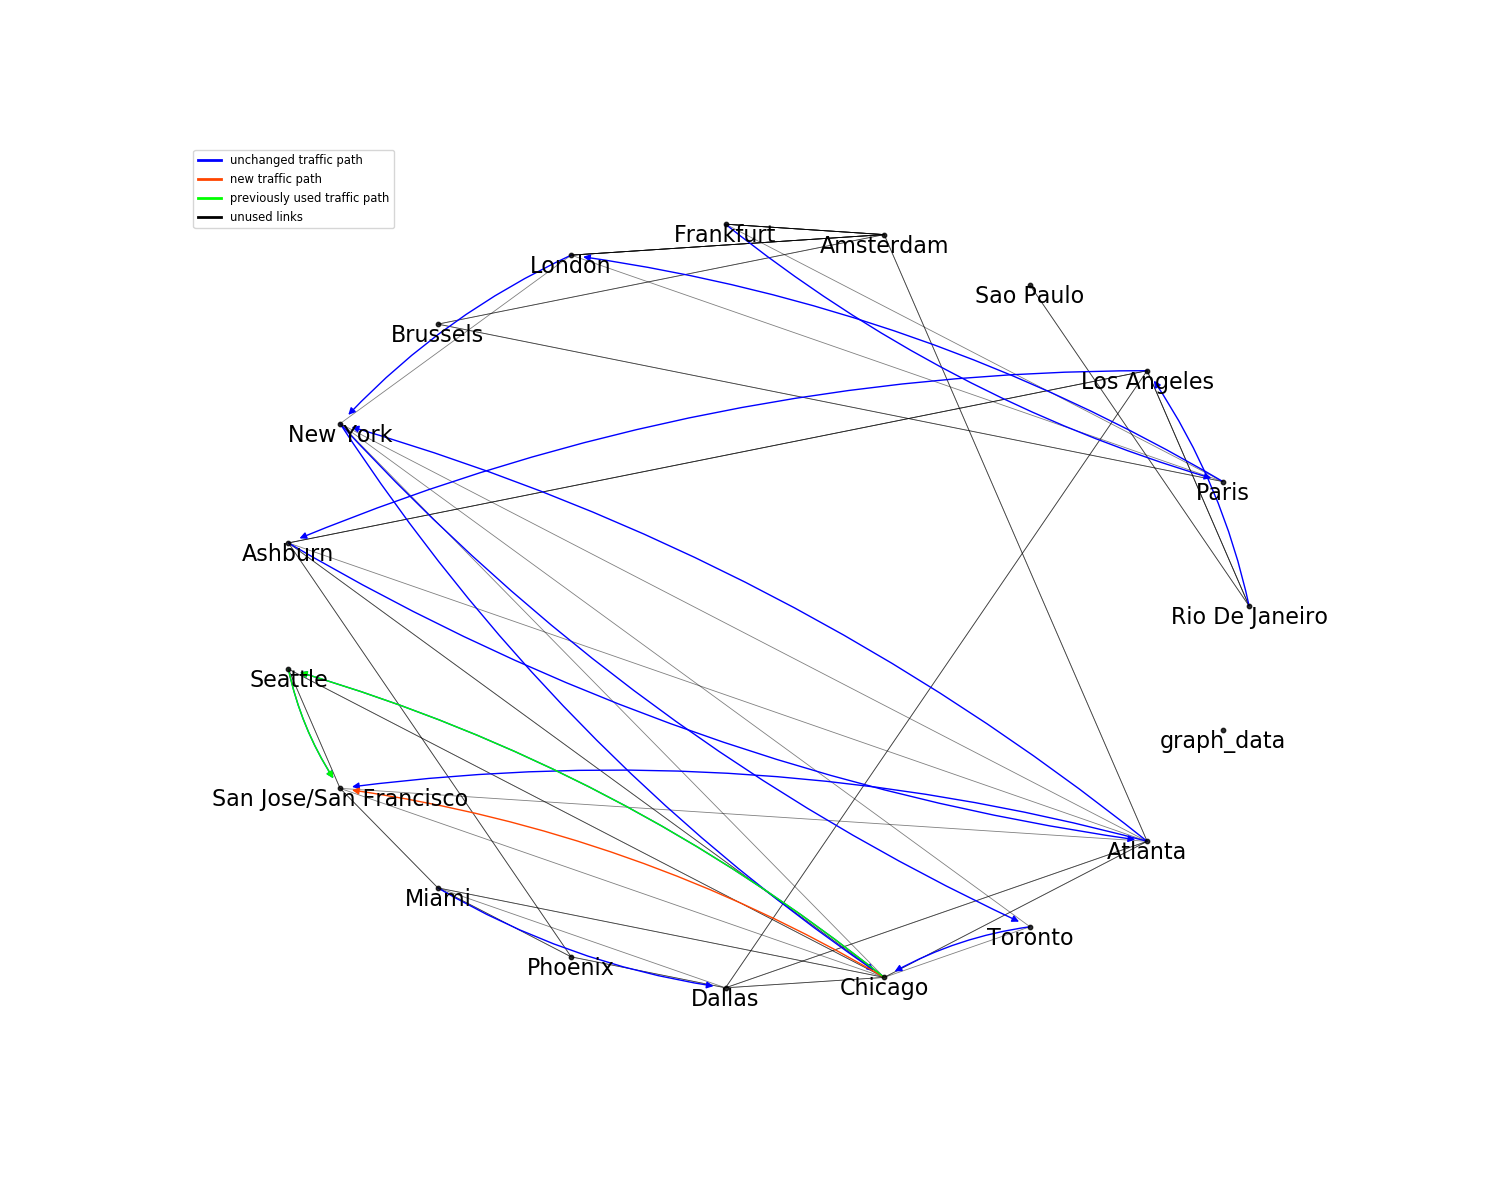 unchanged traffic path
new traffic path
previously used traffic path
unused links
Frankfurt
Amsterdam
London
Sao Paulo
Brussels
Los Angeles
New York
Paris
Ashburn
Rio De Janeiro
Seattle
graph_data
San Jose/San Francisco
Atlanta
Miami
Toronto
Phoenix
Chicago
Dallas